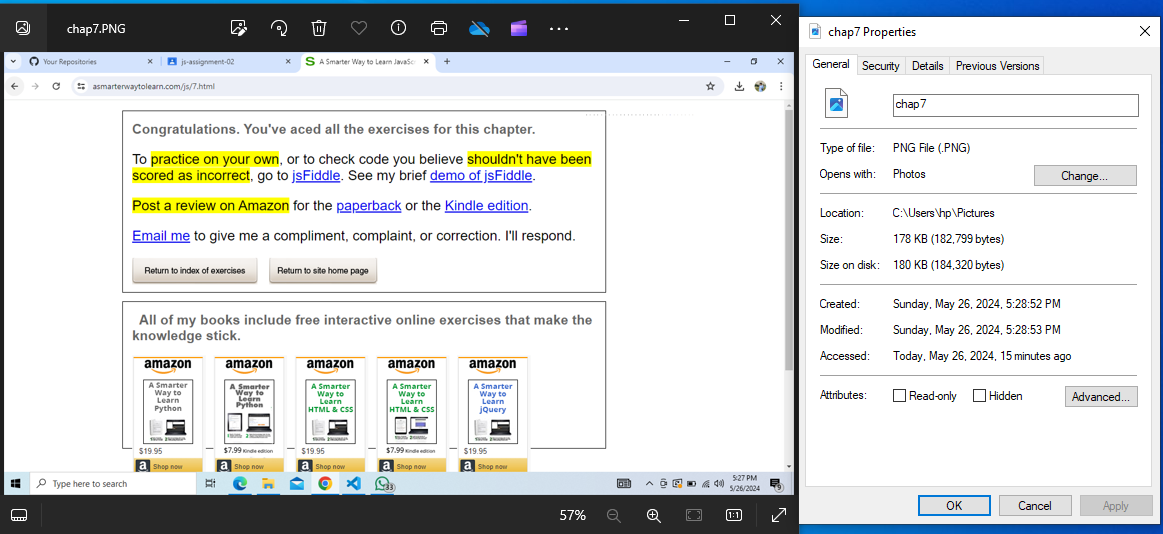 chap7.PNG
Your Repositories
js-assignment-02
A Smarter Way to Learn JavaSc
asmarterwaytolearn.com/js/7.html
Congratulations. You've aced all the exercises for this chapter.
To practice on your own, or to check code you believe shouldn't have been
scored as incorrect, go to jsFiddle. See my brief demo of jsFiddle.
Post a review on Amazon for the paperback or the Kindle edition.
Email me to give me a compliment, complaint, or correction. I'll respond.
Return to index of exercises Return to site home page
All of my books include free interactive online exercises that make the
knowledge stick.
amazon amazon amazon amazon amazon
A Smarter A Smarter A Smarter A Smarter A Smarter
Way to Way to Way to Way to Way to
Learn Learn Learn Learn Learn
Python Python HTML & CSS HTML & CSS jQuery
$19.95 $7.99 Kindle edition $19.95 $7.99 Kindle edition $19.95
a Shop now a Shop now a Shop now a Shop now a Shop now
Type here to search
33
5:27 PM
5/26/2024
9
57%
1:1
chap7 Properties
General Security Details Previous Versions
chap7
Type of file: PNG File (.PNG)
Opens with: Photos Change...
Location: C:\Users\hp\Pictures
Size: 178 KB (182,799 bytes)
Size on disk: 180 KB (184,320 bytes)
Created: Sunday, May 26, 2024, 5:28:52 PM
Modified: Sunday, May 26, 2024, 5:28:53 PM
Accessed: Today, May 26, 2024, 15 minutes ago
Attributes: Read-only Hidden Advanced...
OK Cancel Apply